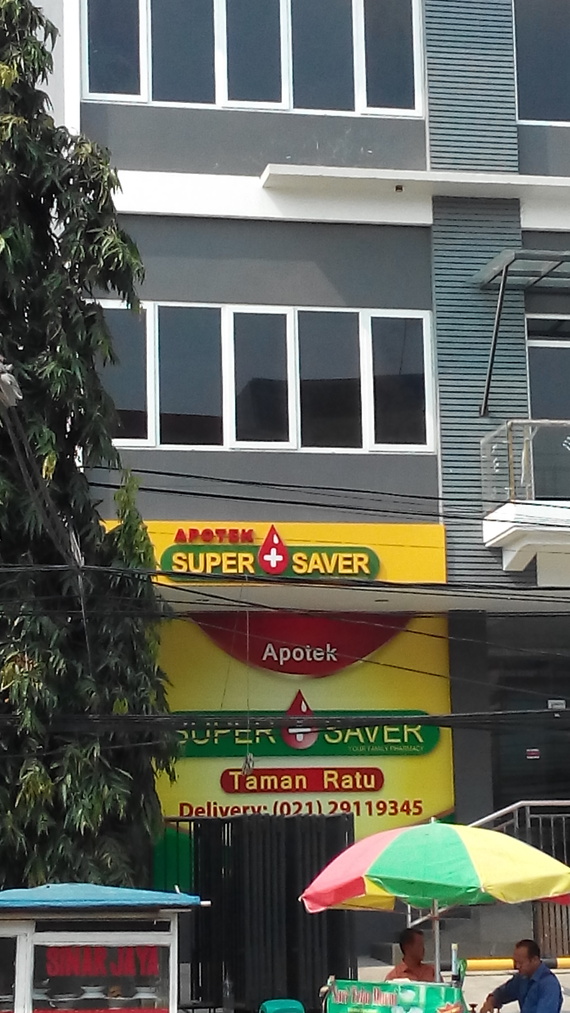 APOTEK
SUPER SAVER
Apotek
SUPER SAVER
YOUR FAMILY PHARMACY
Taman Ratu
Delivery: (021) 29119345
SINAR JAYA